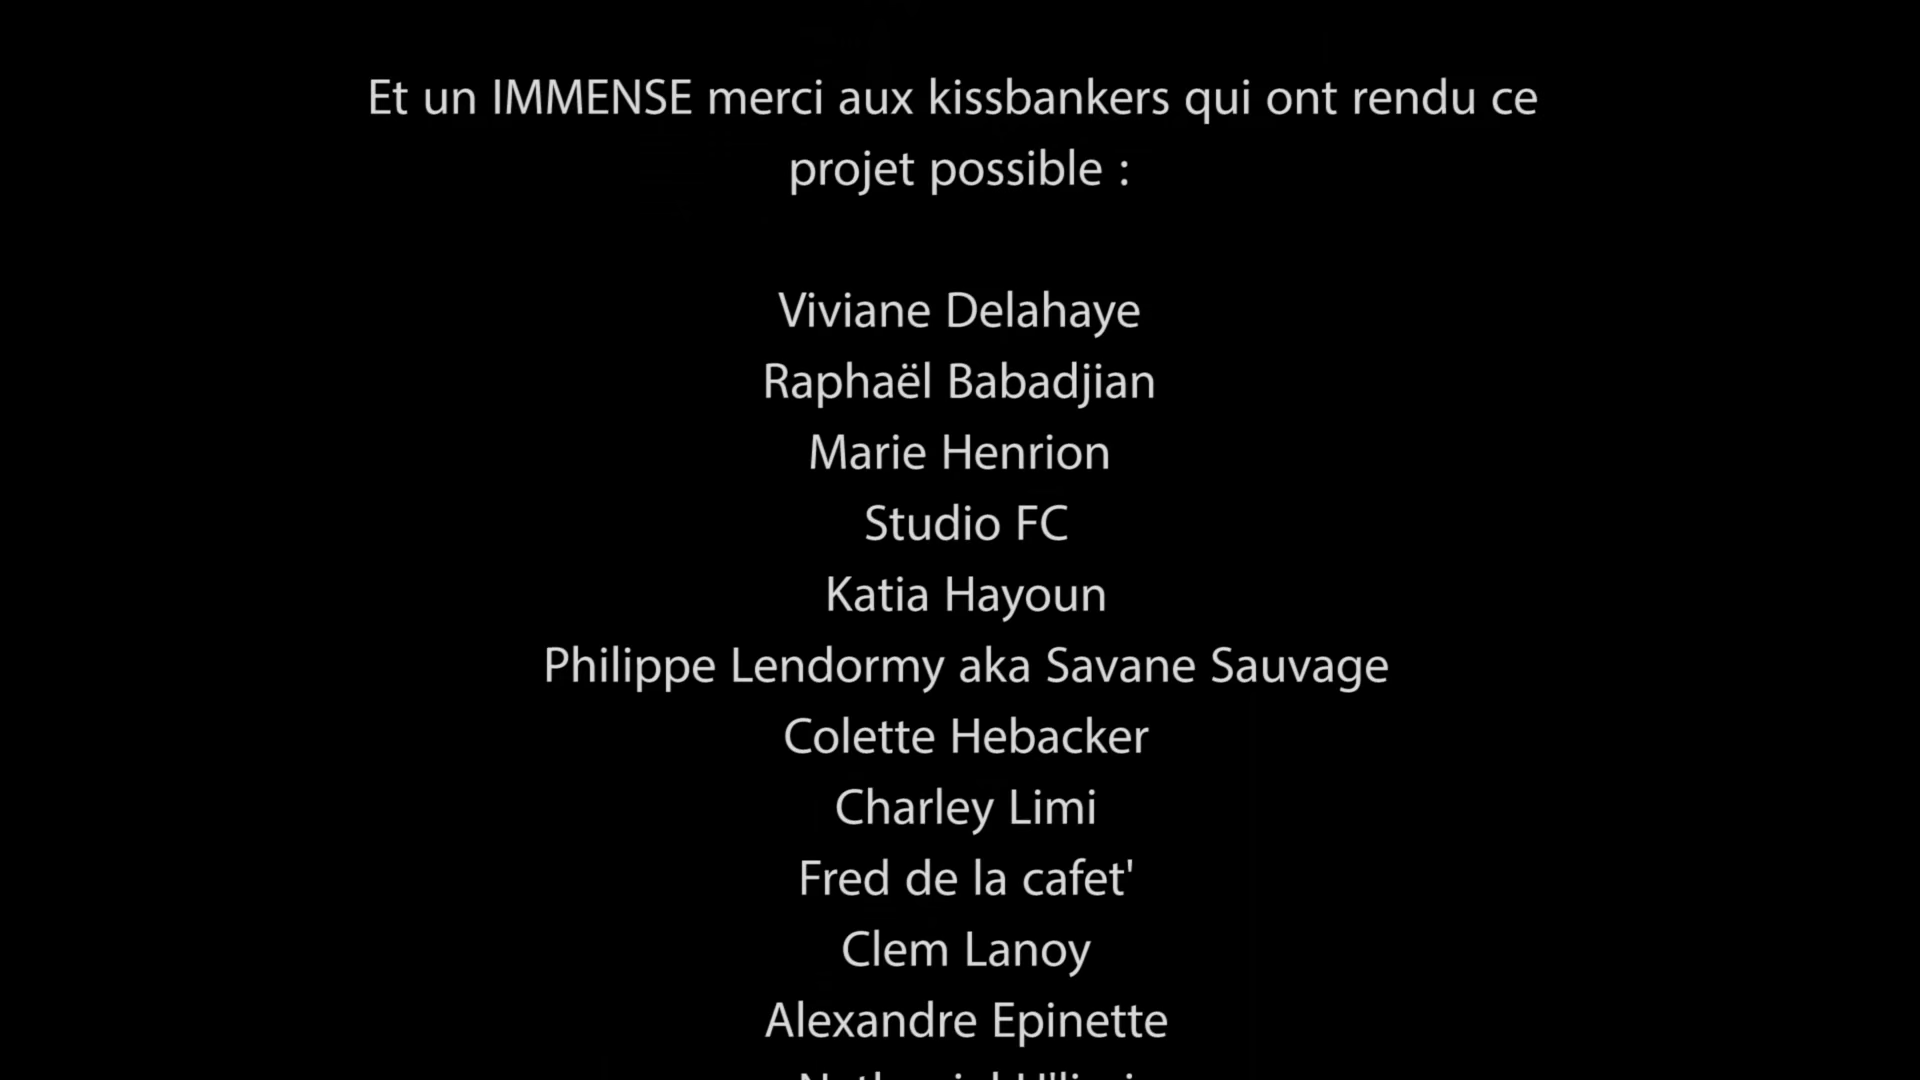 Et un IMMENSE merci aux kissbankers qui ont rendu ce
projet possible :
Viviane Delahaye
Raphaël Babadjian
Marie Henrion
Studio FC
Katia Hayoun
Philippe Lendormy aka Savane Sauvage
Colette Hebacker
Charley Limi
Fred de la cafet'
Clem Lanoy
Alexandre Epinette